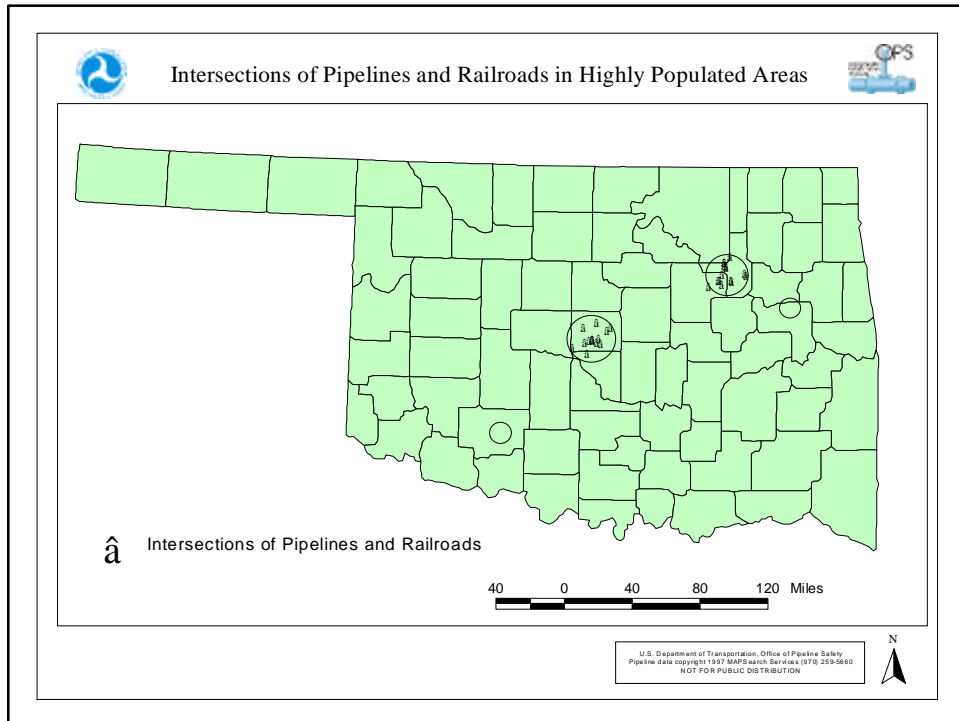 Intersections of Pipelines and Railroads in Highly Populated Areas
OPS
â Intersections of Pipelines and Railroads
40 0 40 80 120 Miles
N
U.S. Department of Transportation, Office of Pipeline Safety
Pipeline data copyright 1997 MAPSearch Services (970) 259-5660
NOT FOR PUBLIC DISTRIBUTION